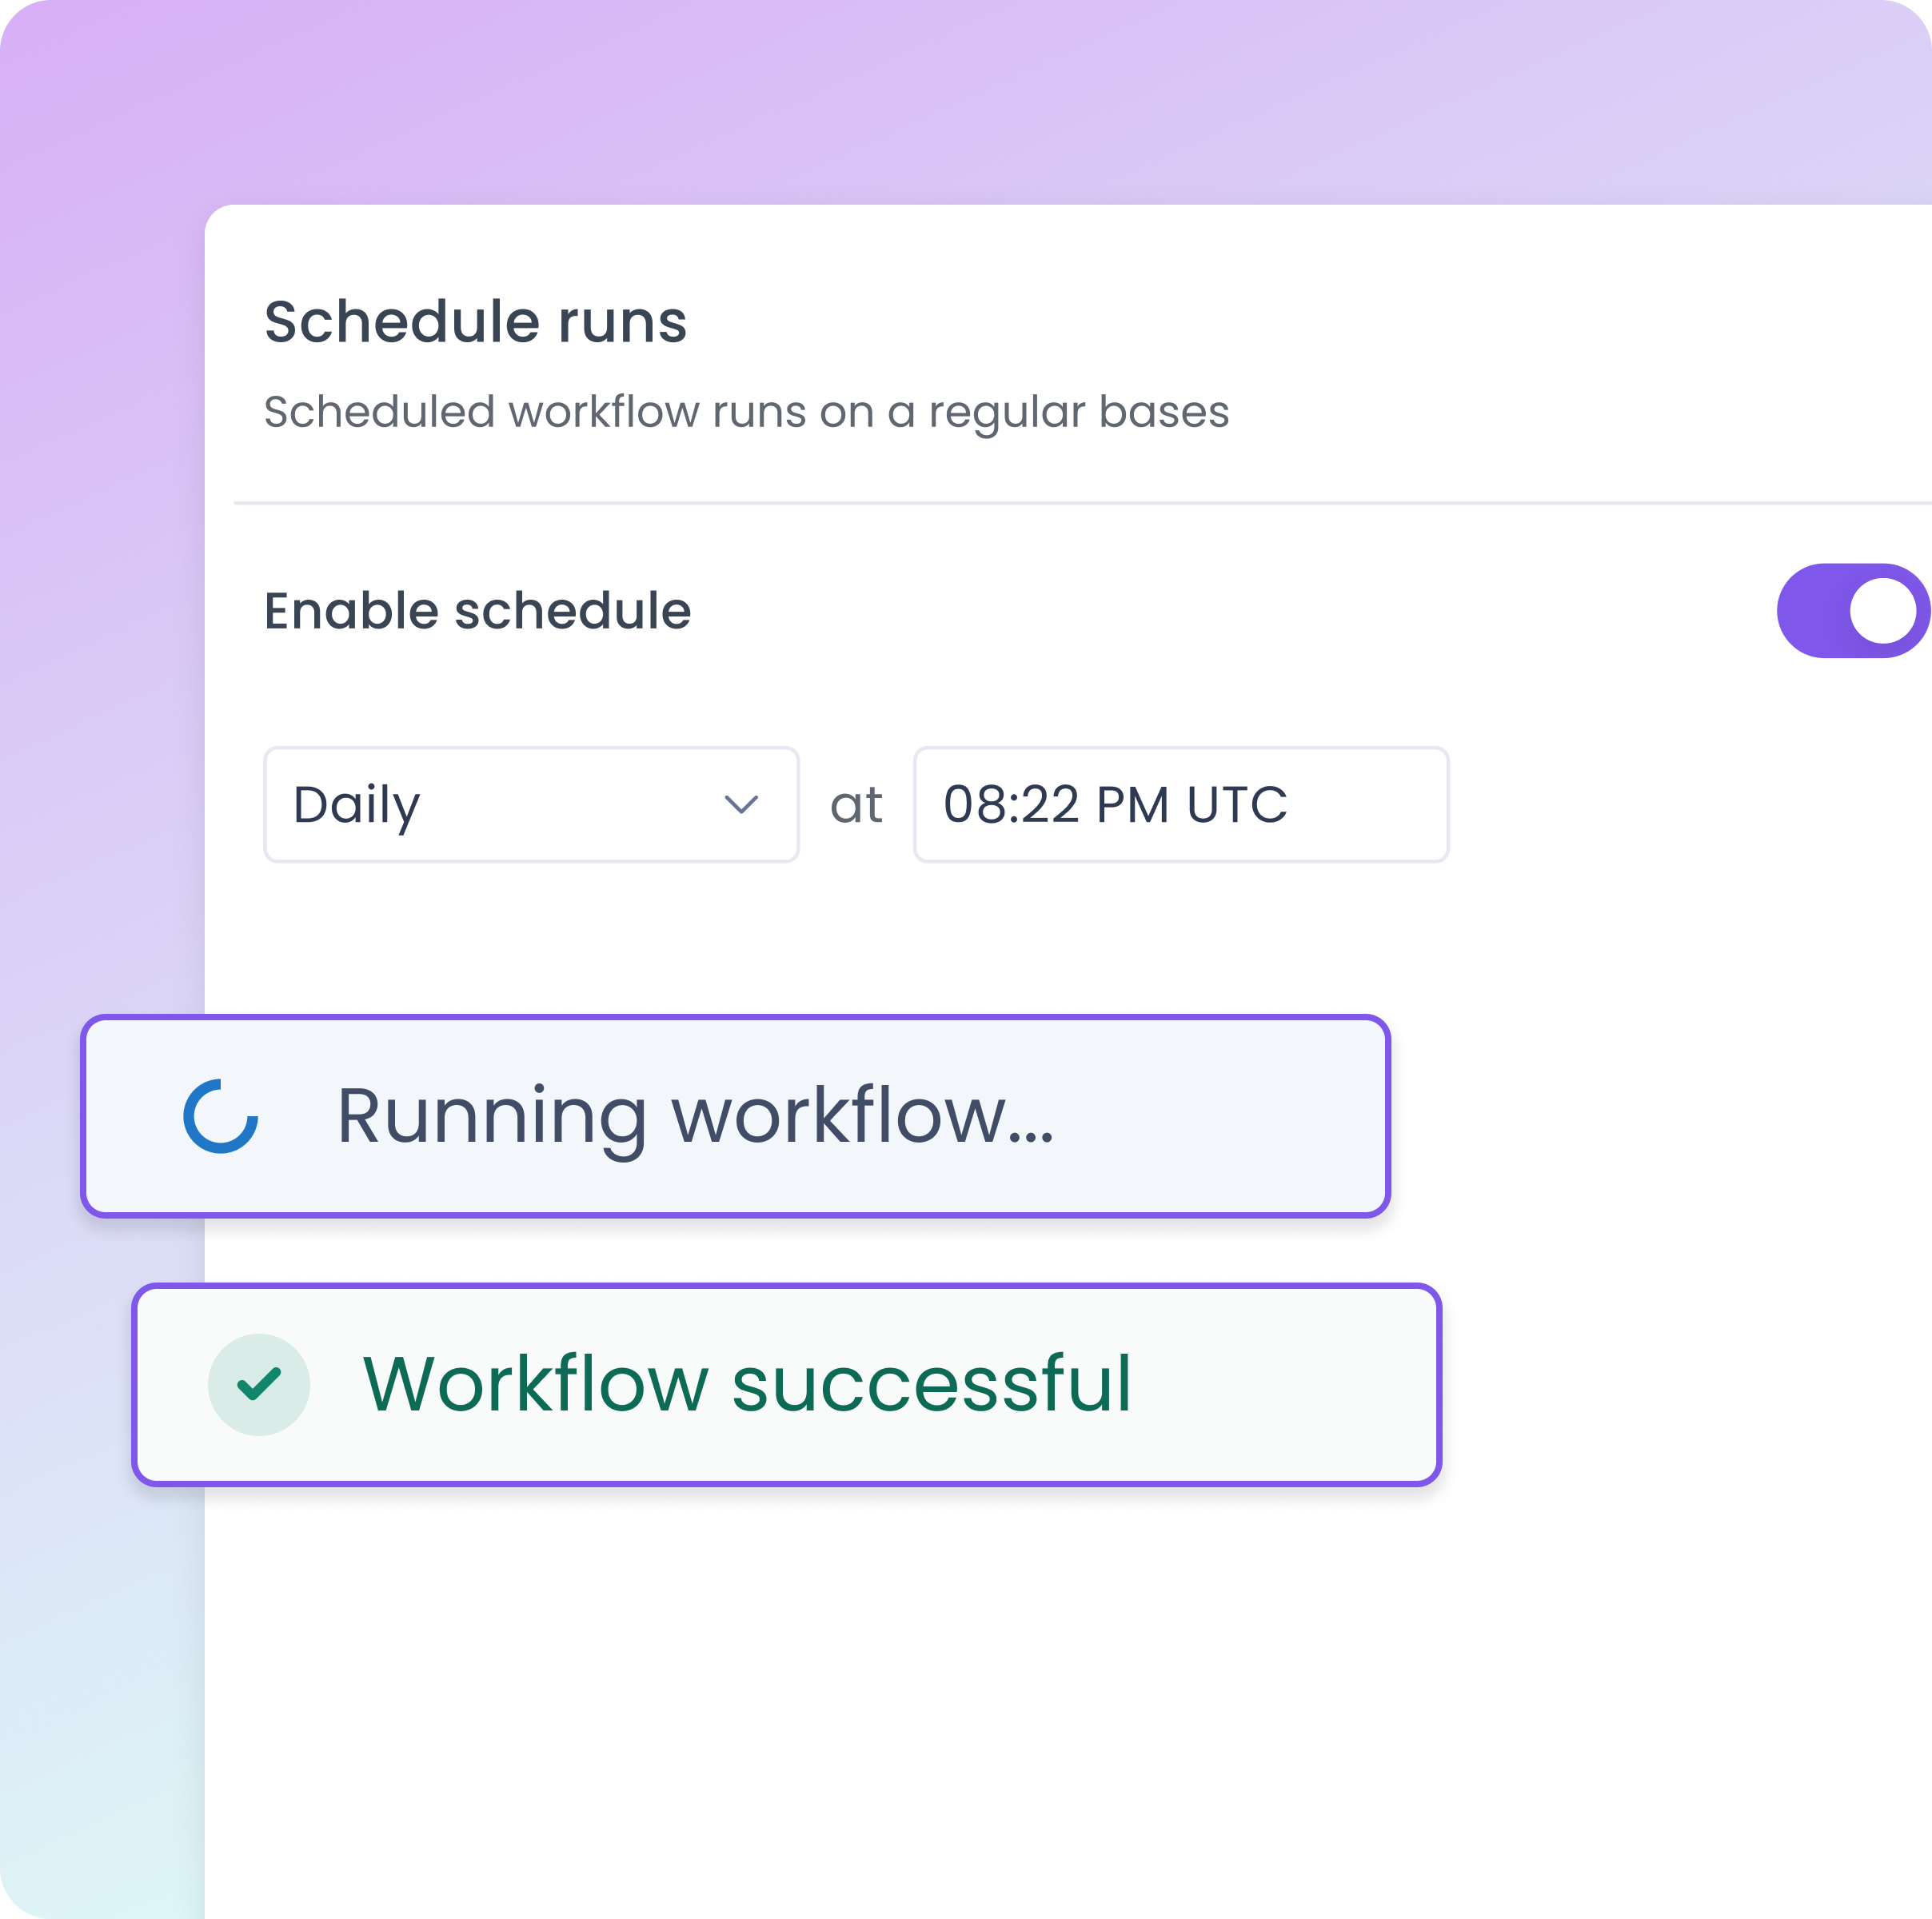 Schedule runs
Scheduled workflow runs on a regular bases
Enable schedule
Daily at 08:22 PM UTC
Running workflow...
Workflow successful